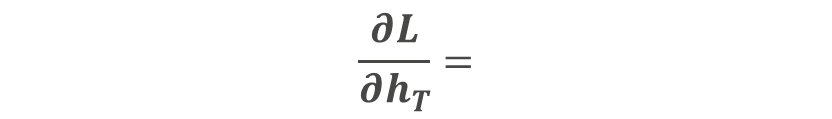 ∂L/∂h_T =